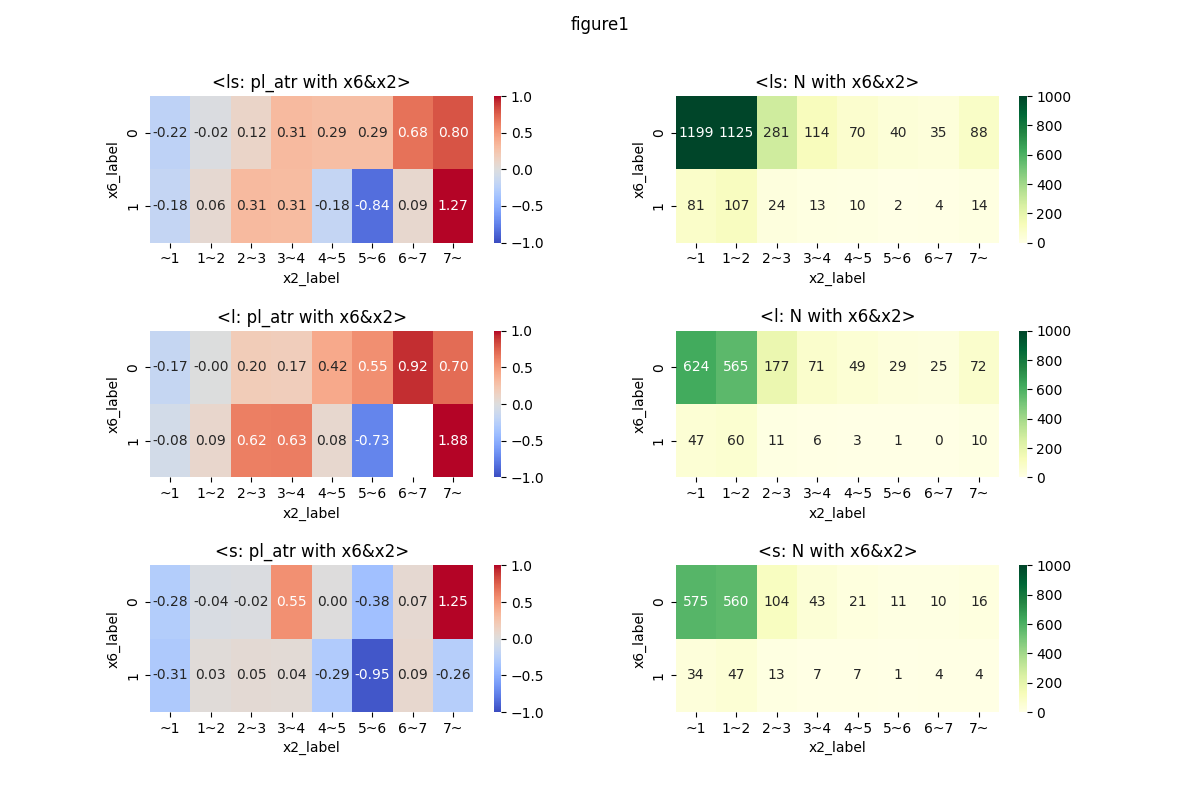 figure1
<ls: pl_atr with x6&x2>
x6_label
0
-0.22 -0.02 0.12 0.31 0.29 0.29 0.68 0.80
1
-0.18 0.06 0.31 0.31 -0.18 -0.84 0.09 1.27
~1 1~2 2~3 3~4 4~5 5~6 6~7 7~
x2_label
1.0
0.5
0.0
−0.5
−1.0
<ls: N with x6&x2>
x6_label
0
1199 1125 281 114 70 40 35 88
1
81 107 24 13 10 2 4 14
~1 1~2 2~3 3~4 4~5 5~6 6~7 7~
x2_label
1000
800
600
400
200
0
<l: pl_atr with x6&x2>
x6_label
0
-0.17 -0.00 0.20 0.17 0.42 0.55 0.92 0.70
1
-0.08 0.09 0.62 0.63 0.08 -0.73 1.88
~1 1~2 2~3 3~4 4~5 5~6 6~7 7~
x2_label
1.0
0.5
0.0
−0.5
−1.0
<l: N with x6&x2>
x6_label
0
624 565 177 71 49 29 25 72
1
47 60 11 6 3 1 0 10
~1 1~2 2~3 3~4 4~5 5~6 6~7 7~
x2_label
1000
800
600
400
200
0
<s: pl_atr with x6&x2>
x6_label
0
-0.28 -0.04 -0.02 0.55 0.00 -0.38 0.07 1.25
1
-0.31 0.03 0.05 0.04 -0.29 -0.95 0.09 -0.26
~1 1~2 2~3 3~4 4~5 5~6 6~7 7~
x2_label
1.0
0.5
0.0
−0.5
−1.0
<s: N with x6&x2>
x6_label
0
575 560 104 43 21 11 10 16
1
34 47 13 7 7 1 4 4
~1 1~2 2~3 3~4 4~5 5~6 6~7 7~
x2_label
1000
800
600
400
200
0